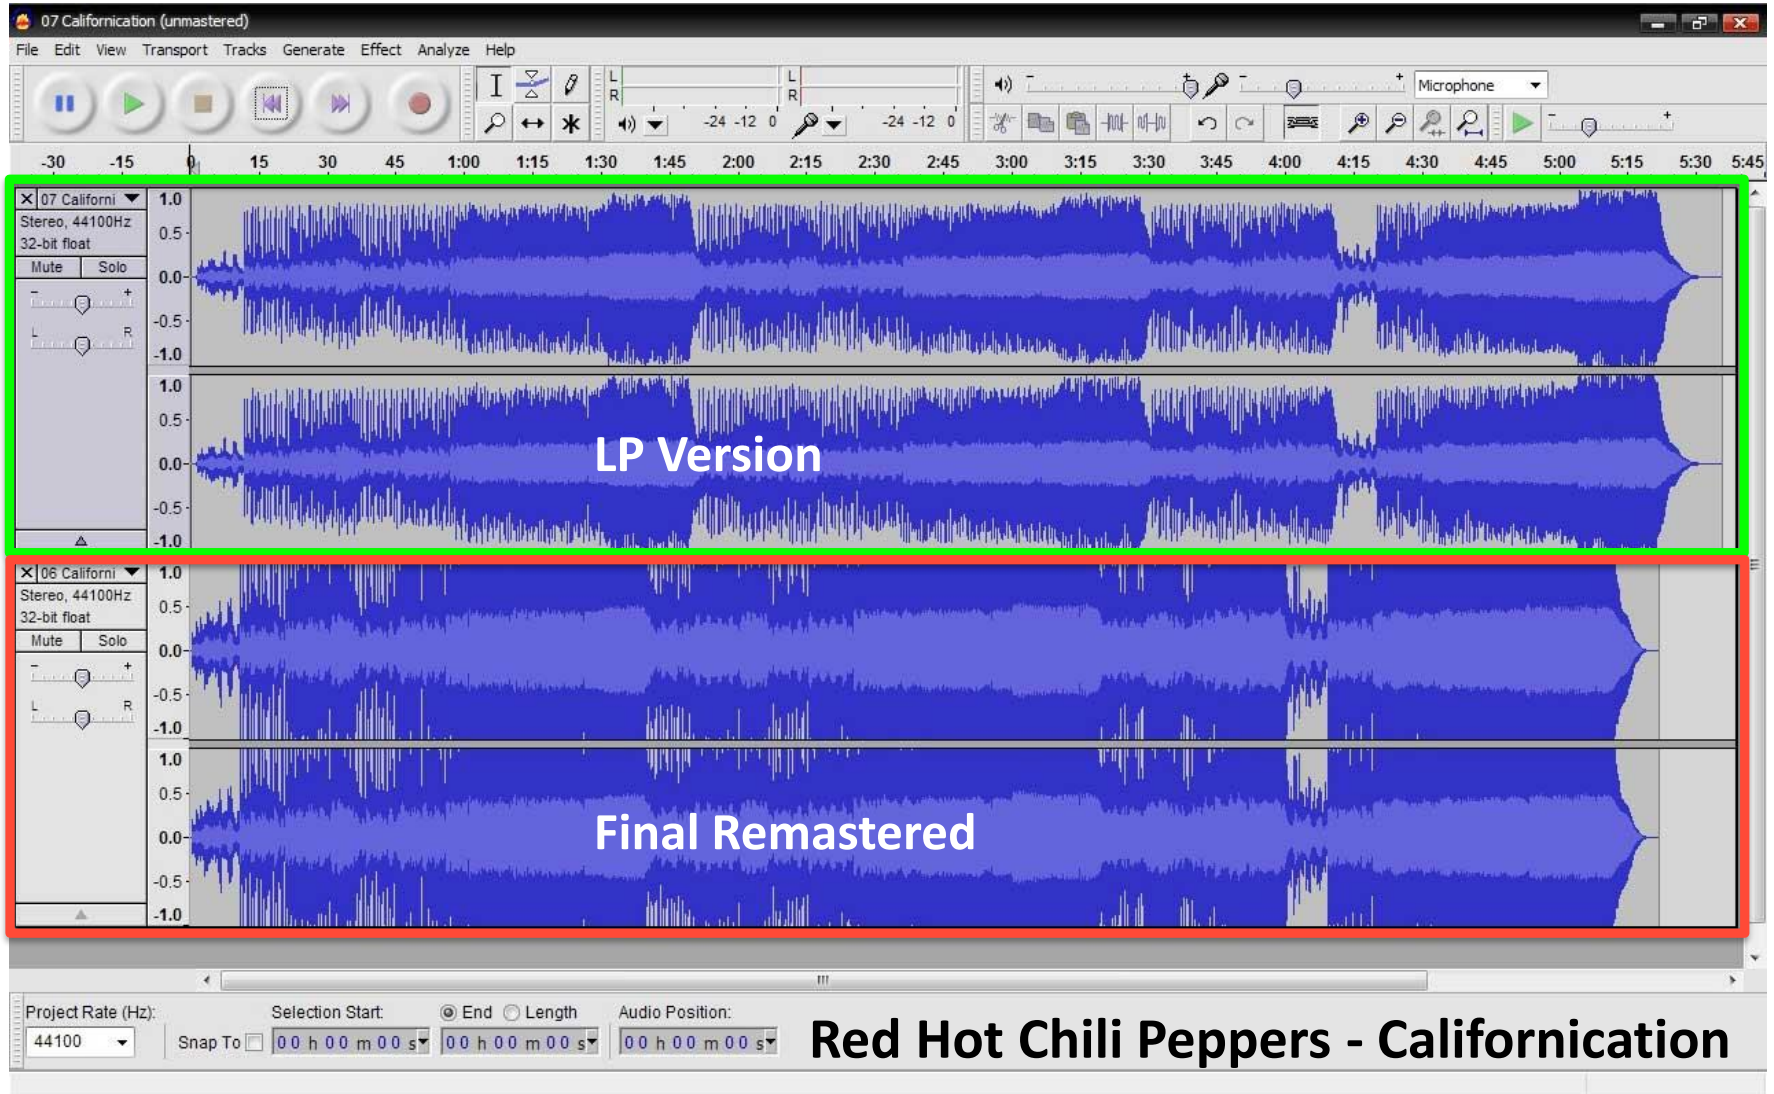 07 Californication (unmastered)
File Edit View Transport Tracks Generate Effect Analyze Help
L
R
-24 -12 0
L
R
-24 -12 0
Microphone
-30 -15 0 15 30 45 1:00 1:15 1:30 1:45 2:00 2:15 2:30 2:45 3:00 3:15 3:30 3:45 4:00 4:15 4:30 4:45 5:00 5:15 5:30 5:45
X 07 Californi
Stereo, 44100Hz
32-bit float
Mute Solo
- +
L R
1.0
0.5
0.0
-0.5
-1.0
1.0
0.5
0.0
-0.5
-1.0
LP Version
X 06 Californi
Stereo, 44100Hz
32-bit float
Mute Solo
- +
L R
1.0
0.5
0.0
-0.5
-1.0
1.0
0.5
0.0
-0.5
-1.0
Final Remastered
Project Rate (Hz):
44100
Snap To
Selection Start:
00 h 00 m 00 s
End Length
00 h 00 m 00 s
Audio Position:
00 h 00 m 00 s
Red Hot Chili Peppers - Californication